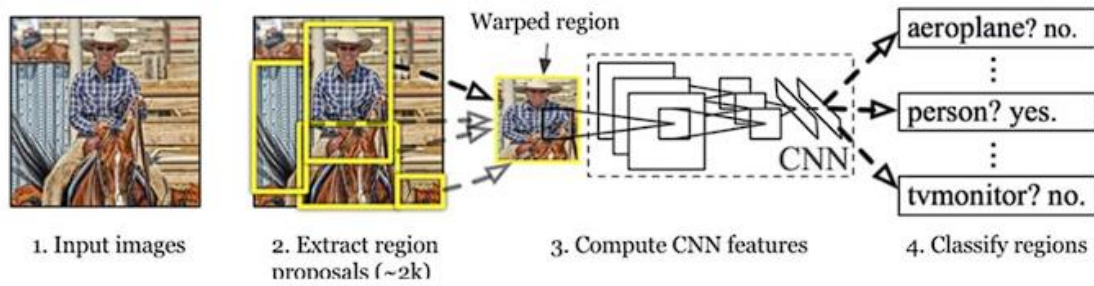 Warped region
aeroplane? no.
person? yes.
CNN
tvmonitor? no.
1. Input images
2. Extract region
proposals (~2k)
3. Compute CNN features
4. Classify regions